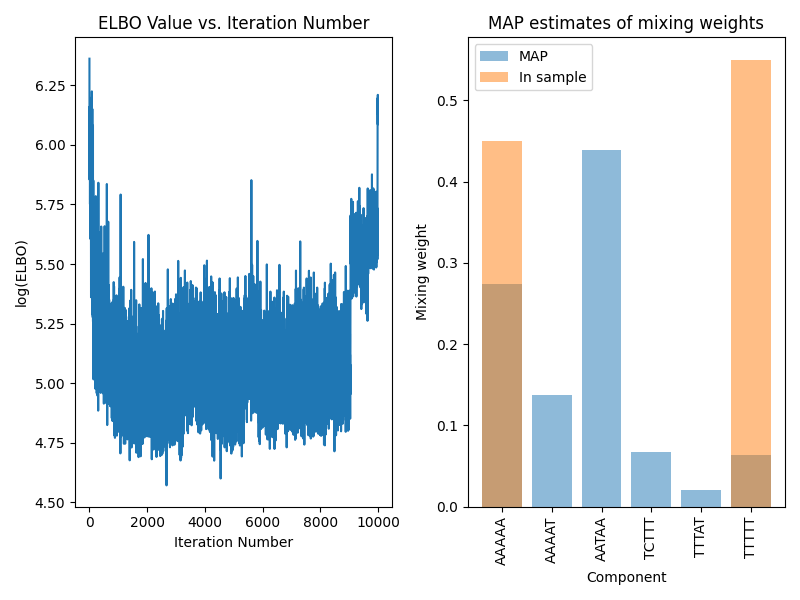 ELBO Value vs. Iteration Number
6.25
6.00
5.75
5.50
5.25
5.00
4.75
4.50
log(ELBO)
0
2000
4000
6000
8000
10000
Iteration Number
MAP estimates of mixing weights
MAP
In sample
0.5
0.4
0.3
0.2
0.1
0.0
Mixing weight
AAAAA
AAAAT
AATAA
TCTTT
TTTAT
TTTTT
Component